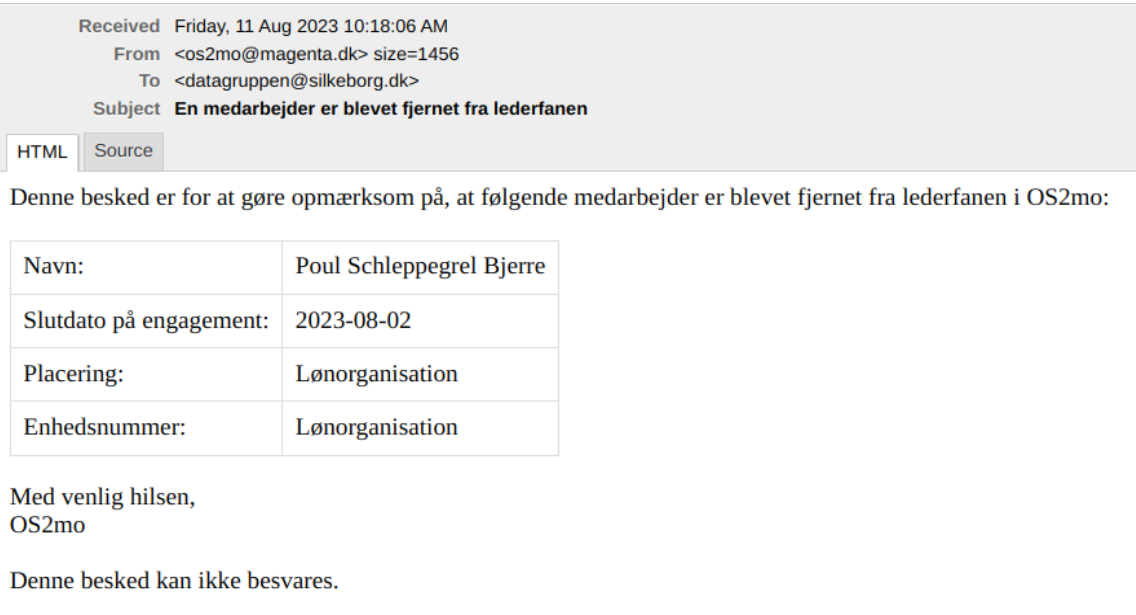 Received Friday, 11 Aug 2023 10:18:06 AM
From <os2mo@magenta.dk> size=1456
To <datagruppen@silkeborg.dk>
Subject En medarbejder er blevet fjernet fra lederfanen
HTML Source
Denne besked er for at gøre opmærksom på, at følgende medarbejder er blevet fjernet fra lederfanen i OS2mo:
Navn: Poul Schleppegrel Bjerre
Slutdato på engagement: 2023-08-02
Placering: Lønorganisation
Enhedsnummer: Lønorganisation
Med venlig hilsen,
OS2mo
Denne besked kan ikke besvares.